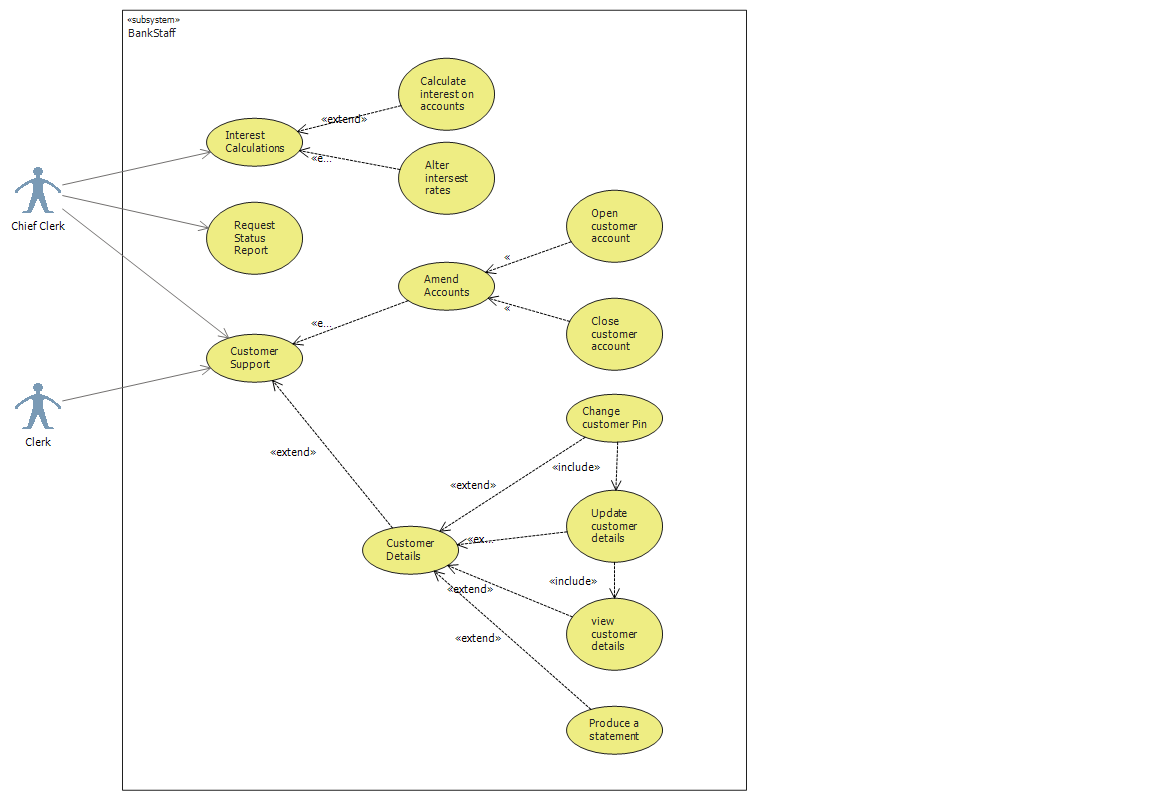 «subsystem»
BankStaff
Calculate
interest on
accounts
«extend»
Interest
Calculations
«e...
Alter
intersest
rates
Chief Clerk
Request
Status
Report
Open
customer
account
«
Amend
Accounts
«
«e...
Close
customer
account
Customer
Support
Clerk
Change
customer Pin
«extend»
«include»
«extend»
Update
customer
details
«ex...
Customer
Details
«include»
«extend»
view
customer
details
«extend»
Produce a
statement